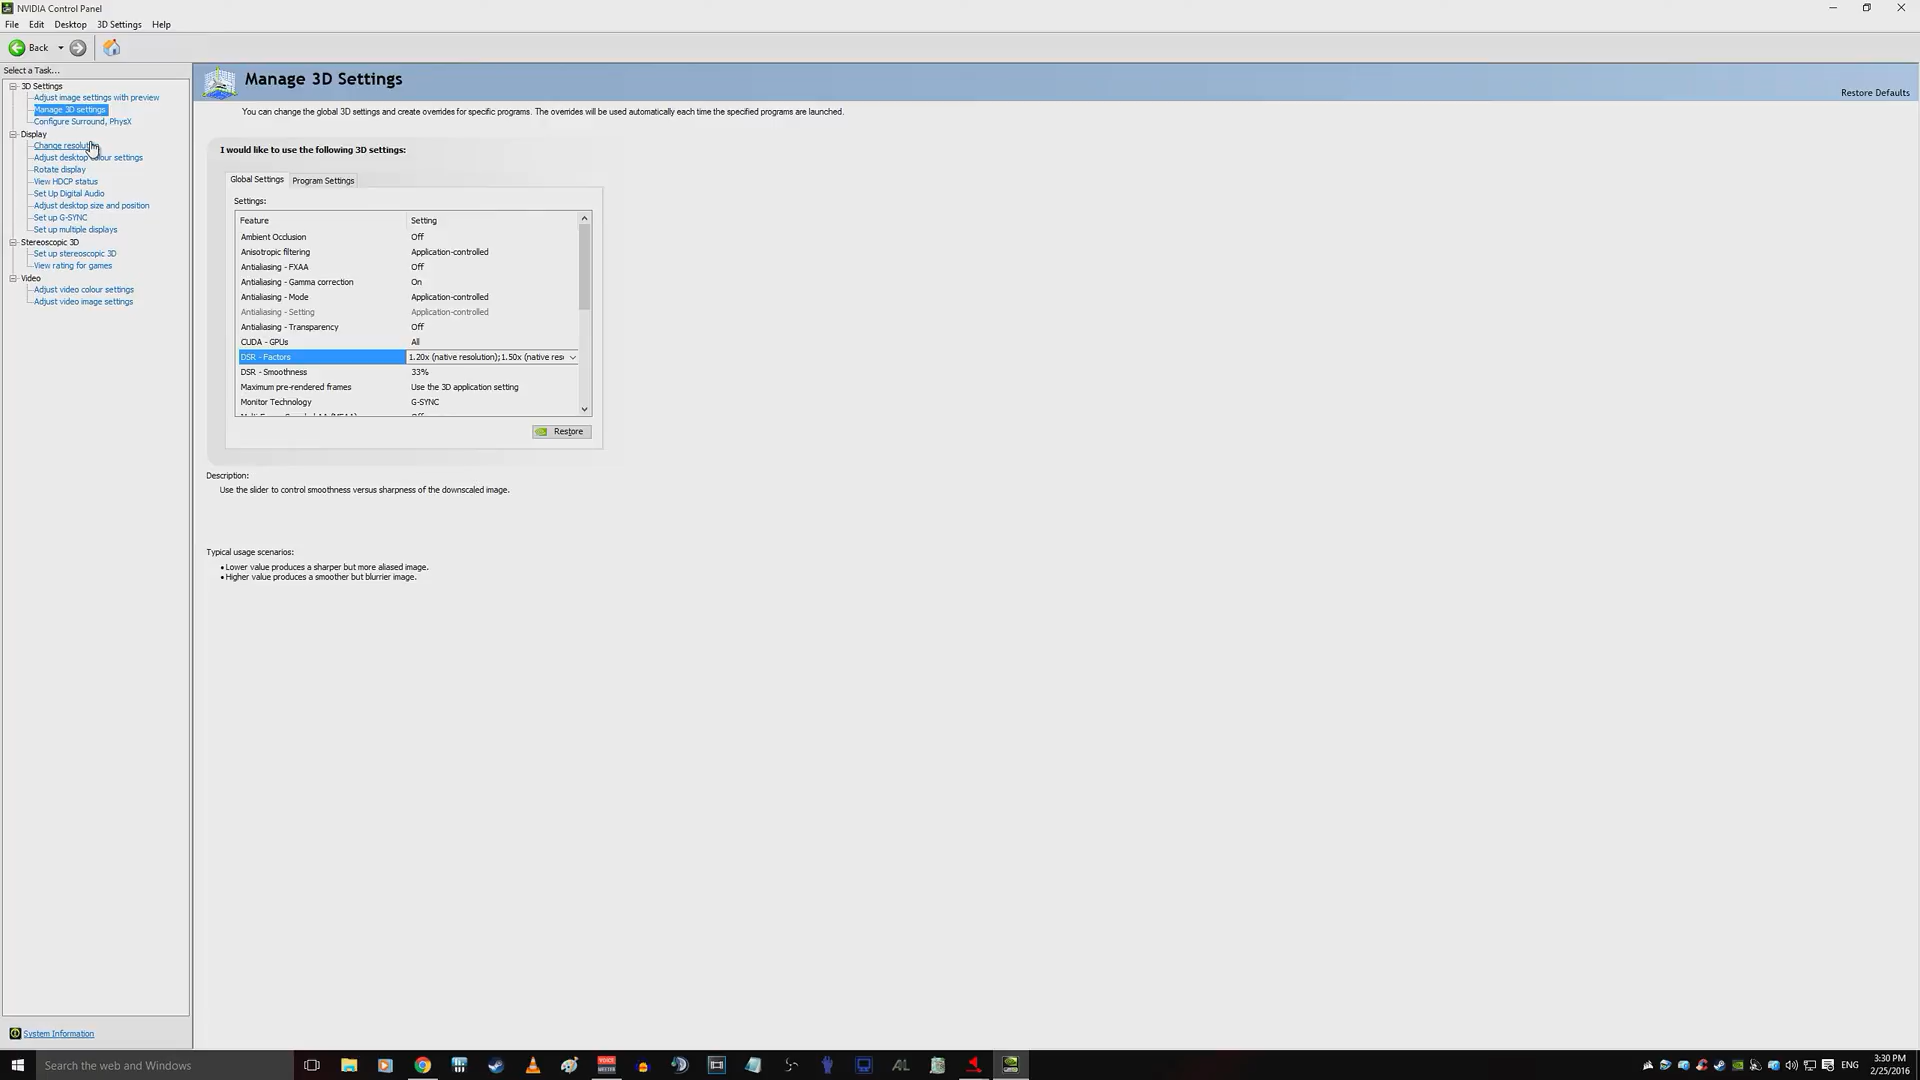 NVIDIA Control Panel
File Edit Desktop 3D Settings Help
Back
Select a Task...
3D Settings
Adjust image settings with preview
Manage 3D settings
Configure Surround, PhysX
Display
Change
Adjust desktop colour settings
Rotate display
View HDCP status
Set Up Digital Audio
Adjust desktop size and position
Set up G-SYNC
Set up multiple displays
Stereoscopic 3D
Set up stereoscopic 3D
View rating for games
Video
Adjust video colour settings
Adjust video image settings
System Information
Manage 3D Settings
Restore Defaults
You can change the global 3D settings and create overrides for specific programs. The overrides will be used automatically each time the specified programs are launched.
I would like to use the following 3D settings:
Global Settings Program Settings
Settings:
Feature Setting
Ambient Occlusion Off
Anisotropic filtering Application-controlled
Antialiasing - FXAA Off
Antialiasing - Gamma correction On
Antialiasing - Mode Application-controlled
Antialiasing - Setting Application-controlled
Antialiasing - Transparency Off
CUDA - GPUs All
DSR - Factors 1.20x (native resolution); 1.50x (native res
DSR - Smoothness 33%
Maximum pre-rendered frames Use the 3D application setting
Monitor Technology G-SYNC
Restore
Description:
Use the slider to control smoothness versus sharpness of the downscaled image.
Typical usage scenarios:
• Lower value produces a sharper but more aliased image.
• Higher value produces a smoother but blurrier image.
Search the web and Windows
VOICE
AL
ENG
3:30 PM
2/25/2016